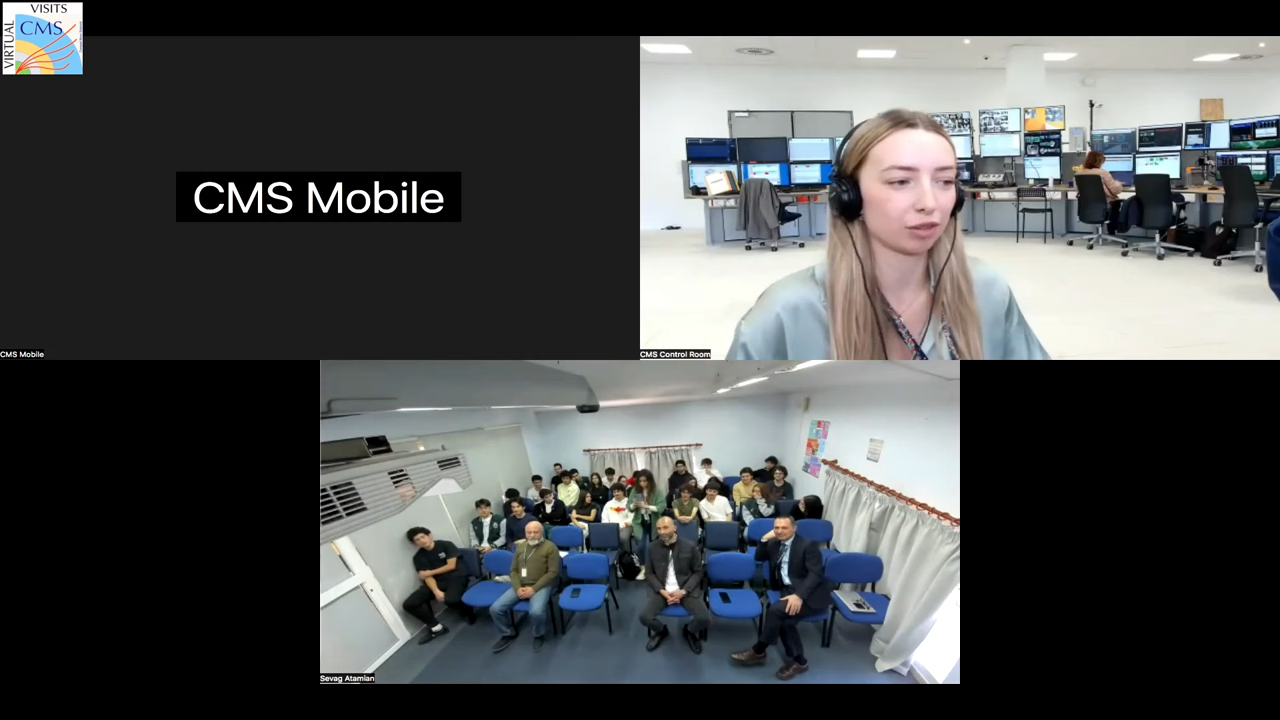 VISITS
VIRTUAL
CMS
CMS Mobile
CMS Mobile
CMS Control Room
Sevag Atamian